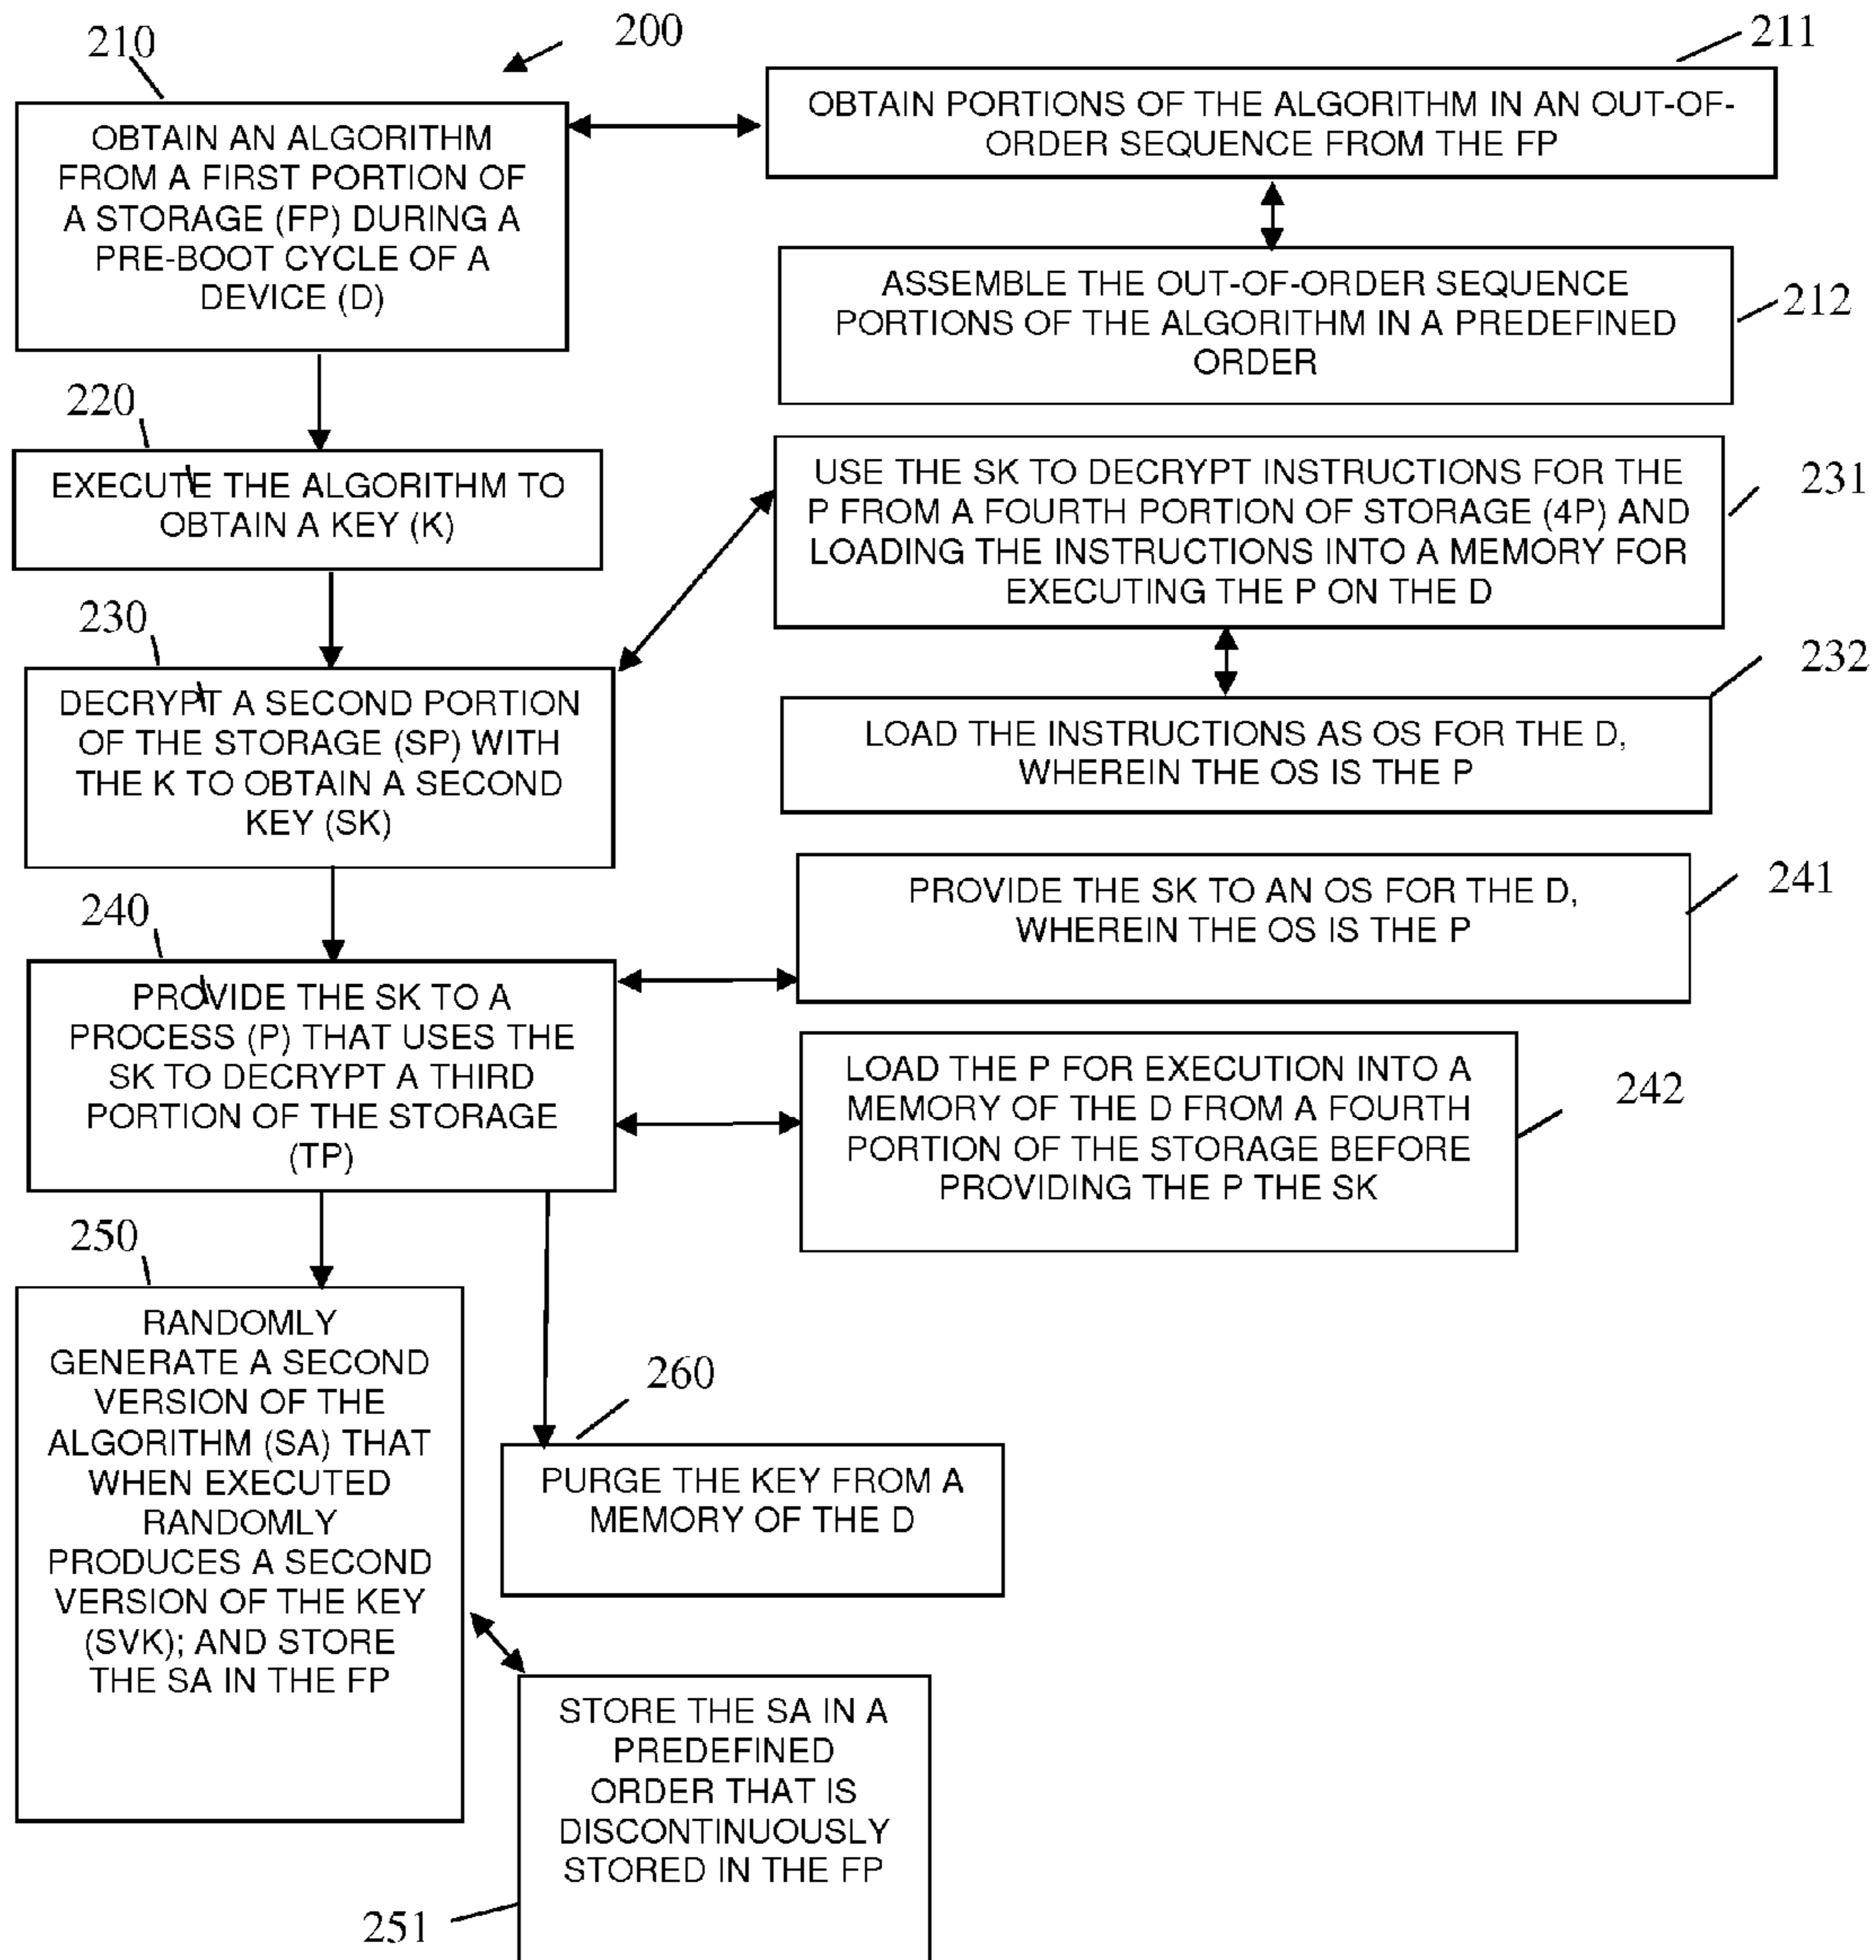 200
210
OBTAIN AN ALGORITHM
FROM A FIRST PORTION OF
A STORAGE (FP) DURING A
PRE-BOOT CYCLE OF A
DEVICE (D)
211
OBTAIN PORTIONS OF THE ALGORITHM IN AN OUT-OF-
ORDER SEQUENCE FROM THE FP
212
ASSEMBLE THE OUT-OF-ORDER SEQUENCE
PORTIONS OF THE ALGORITHM IN A PREDEFINED
ORDER
220
EXECUTE THE ALGORITHM TO
OBTAIN A KEY (K)
230
DECRYPT A SECOND PORTION
OF THE STORAGE (SP) WITH
THE K TO OBTAIN A SECOND
KEY (SK)
231
USE THE SK TO DECRYPT INSTRUCTIONS FOR THE
P FROM A FOURTH PORTION OF STORAGE (4P) AND
LOADING THE INSTRUCTIONS INTO A MEMORY FOR
EXECUTING THE P ON THE D
232
LOAD THE INSTRUCTIONS AS OS FOR THE D,
WHEREIN THE OS IS THE P
240
PROVIDE THE SK TO A
PROCESS (P) THAT USES THE
SK TO DECRYPT A THIRD
PORTION OF THE STORAGE
(TP)
241
PROVIDE THE SK TO AN OS FOR THE D,
WHEREIN THE OS IS THE P
242
LOAD THE P FOR EXECUTION INTO A
MEMORY OF THE D FROM A FOURTH
PORTION OF THE STORAGE BEFORE
PROVIDING THE P THE SK
250
RANDOMLY
GENERATE A SECOND
VERSION OF THE
ALGORITHM (SA) THAT
WHEN EXECUTED
RANDOMLY
PRODUCES A SECOND
VERSION OF THE KEY
(SVK); AND STORE
THE SA IN THE FP
260
PURGE THE KEY FROM A
MEMORY OF THE D
251
STORE THE SA IN A
PREDEFINED
ORDER THAT IS
DISCONTINUOUSLY
STORED IN THE FP